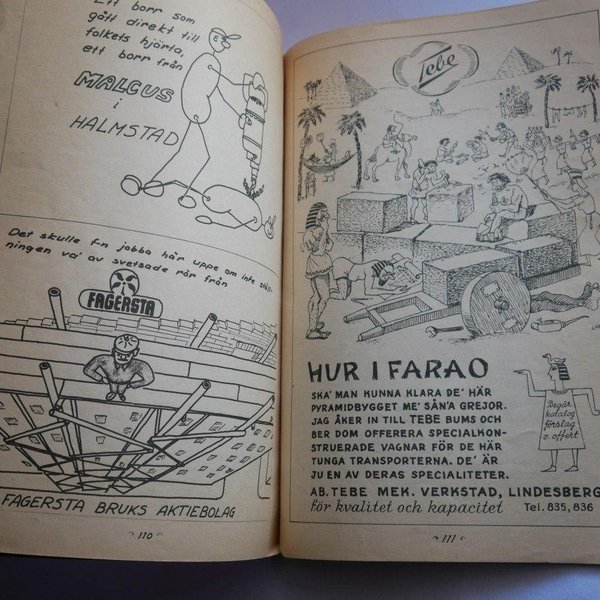 Ett borr som
gått direkt till
folkets hjärta,
ett borr från
MALCUS
i
HALMSTAD
Det skulle f-n jobba här uppe om inte ställ-
ningen va' av svetsade rör från
FAGERSTA
FAGERSTA BRUKS AKTIEBOLAG
110
Tebe
HUR I FARAO
SKA' MAN KUNNA KLARA DE' HÄR
PYRAMIDBYGGET ME' SÅN'A GREJOR.
JAG ÅKER IN TILL TEBE BUMS OCH
BER DOM OFFERERA SPECIALKON-
STRUERADE VAGNAR FÖR DE HÄR
TUNGA TRANSPORTERNA. DE' ÄR
JU EN AV DERAS SPECIALITETER.
Begär
katalog
förslag
o. offert
AB. TEBE MEK. VERKSTAD, LINDESBERG
för kvalitet och kapacitet Tel. 835, 836
111